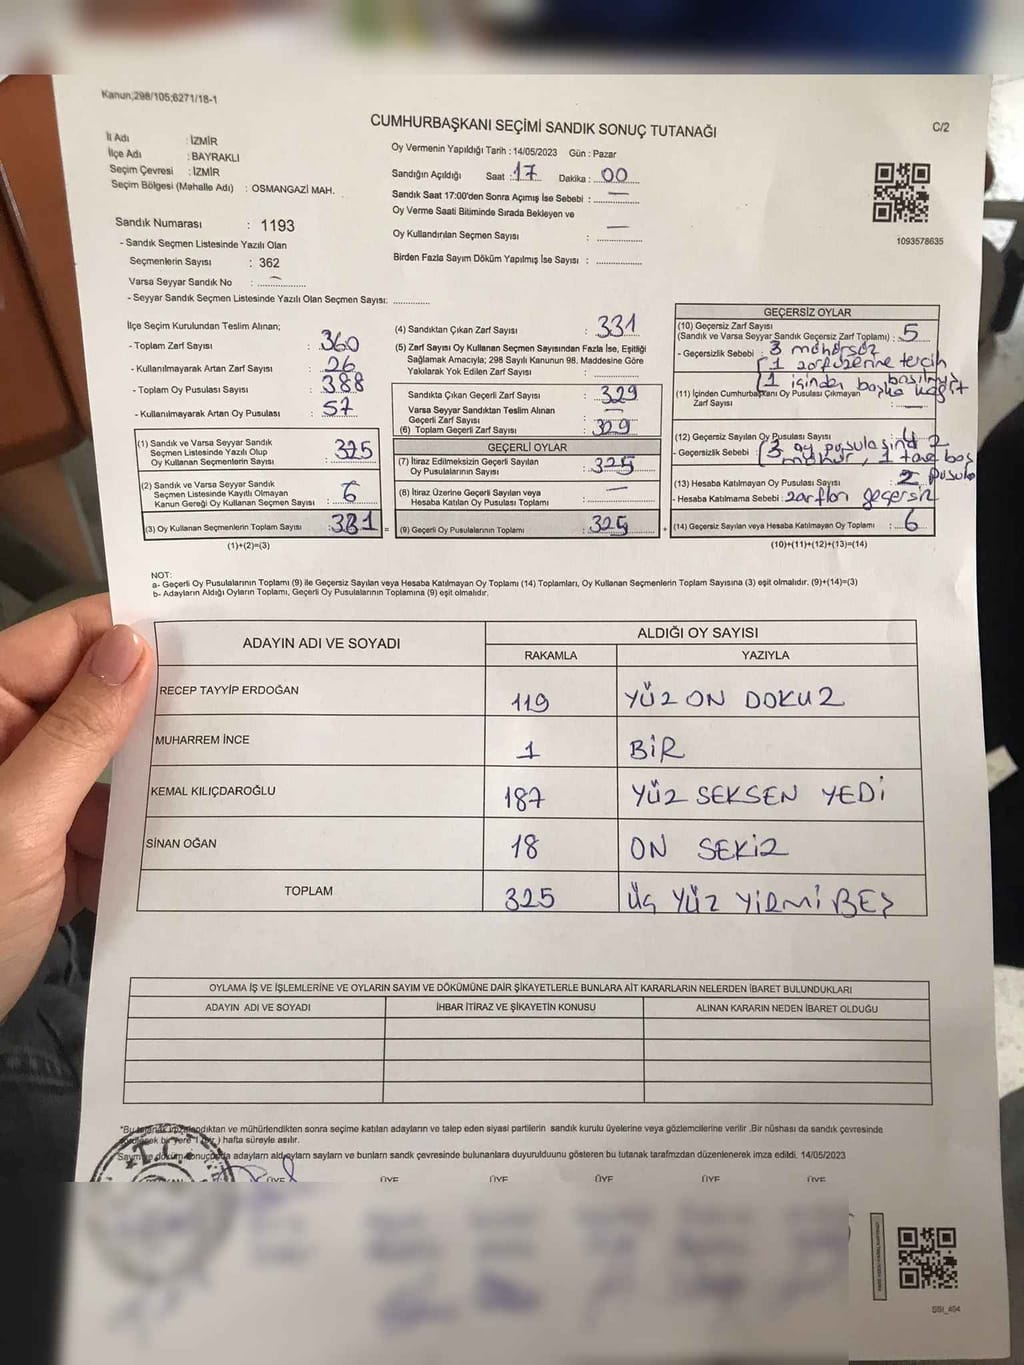 Kanun;298/105;6271/18-1
CUMHURBAŞKANI SEÇİMİ SANDIK SONUÇ TUTANAĞI
C/2
İl Adı : İZMİR
İlçe Adı : BAYRAKLI
Seçim Çevresi : İZMİR
Seçim Bölgesi (Mahalle Adı) : OSMANGAZİ MAH.
Sandık Numarası : 1193
- Sandık Seçmen Listesinde Yazılı Olan
Seçmenlerin Sayısı : 362
Varsa Seyyar Sandık No : —
- Seyyar Sandık Seçmen Listesinde Yazılı Olan Seçmen Sayısı:
Oy Vermenin Yapıldığı Tarih : 14/05/2023 Gün : Pazar
Sandığın Açıldığı Saat : 17 Dakika : 00
Sandık Saat 17:00'den Sonra Açımış İse Sebebi : —
Oy Verme Saati Bitiminde Sırada Bekleyen ve
Oy Kullandırılan Seçmen Sayısı : —
Birden Fazla Sayım Döküm Yapılmış İse Sayısı :
1093578635
İlçe Seçim Kurulundan Teslim Alınan;
- Toplam Zarf Sayısı : 360
- Kullanılmayarak Artan Zarf Sayısı : 26
- Toplam Oy Pusulası Sayısı : 388
- Kullanılmayarak Artan Oy Pusulası : 57
(1) Sandık ve Varsa Seyyar Sandık
Seçmen Listesinde Yazılı Olup
Oy Kullanan Seçmenlerin Sayısı : 325
(2) Sandık ve Varsa Seyyar Sandık
Seçmen Listesinde Kayıtlı Olmayan
Kanun Gereği Oy Kullanan Seçmen Sayısı : 6
(3) Oy Kullanan Seçmenlerin Toplam Sayısı : 331
(1)+(2)=(3)
(4) Sandıktan Çıkan Zarf Sayısı : 331
(5) Zarf Sayısı Oy Kullanan Seçmen Sayısından Fazla İse, Eşitliği
Sağlamak Amacıyla; 298 Sayılı Kanunun 98. Maddesine Göre
Yakılarak Yok Edilen Zarf Sayısı :
Sandıkta Çıkan Geçerli Zarf Sayısı : 329
Varsa Seyyar Sandıktan Teslim Alınan
Geçerli Zarf Sayısı : —
(6) Toplam Geçerli Zarf Sayısı : 329
GEÇERLİ OYLAR
(7) İtiraz Edilmeksizin Geçerli Sayılan
Oy Pusulalarının Sayısı : 325
(8) İtiraz Üzerine Geçerli Sayılan veya
Hesaba Katılan Oy Pusulası Toplamı : —
(9) Geçerli Oy Pusulalarının Toplamı : 325
GEÇERSİZ OYLAR
(10) Geçersiz Zarf Sayısı
(Sandık ve Varsa Seyyar Sandık Geçersiz Zarf Toplamı) : 5
- Geçersizlik Sebebi : 3 mühürsüz
1 zarf üzerine tercih
1 içinden başka kağıt
(11) İçinden Cumhurbaşkanı Oy Pusulası Çıkmayan
Zarf Sayısı : —
(12) Geçersiz Sayılan Oy Pusulası Sayısı : 4
- Geçersizlik Sebebi : 3 oy pusulasında 2
mühür, 1 tane boş
pusula
(13) Hesaba Katılmayan Oy Pusulası Sayısı : 2
- Hesaba Katılmama Sebebi : zarfları geçersiz
(14) Geçersiz Sayılan veya Hesaba Katılmayan Oy Toplamı : 6
(10)+(11)+(12)+(13)=(14)
NOT:
a- Geçerli Oy Pusulalarının Toplamı (9) ile Geçersiz Sayılan veya Hesaba Katılmayan Oy Toplamı (14) Toplamları, Oy Kullanan Seçmenlerin Toplam Sayısına (3) eşit olmalıdır. (9)+(14)=(3)
b- Adayların Aldığı Oyların Toplamı, Geçerli Oy Pusulalarının Toplamına (9) eşit olmalıdır.
ADAYIN ADI VE SOYADI ALDIĞI OY SAYISI
RAKAMLA YAZIYLA
RECEP TAYYİP ERDOĞAN 119 YÜZ ON DOKUZ
MUHARREM İNCE 1 BİR
KEMAL KILIÇDAROĞLU 187 YÜZ SEKSEN YEDİ
SİNAN OĞAN 18 ON SEKİZ
TOPLAM 325 ÜÇ YÜZ YİRMİ BEŞ
OYLAMA İŞ VE İŞLEMLERİNE VE OYLARIN SAYIM VE DÖKÜMÜNE DAİR ŞİKAYETLERLE BUNLARA AİT KARARLARIN NELERDEN İBARET BULUNDUKLARI
ADAYIN ADI VE SOYADI İHBAR İTİRAZ VE ŞİKAYETİN KONUSU ALINAN KARARIN NEDEN İBARET OLDUĞU
*Bu tutanak imzalandıktan ve mühürlendikten sonra seçime katılan adayların ve talep eden siyasi partilerin sandık kurulu üyelerine veya gözlemcilerine verilir .Bir nüshası da sandık çevresinde
bir yere 1 (bir) hafta süreyle asılır.
Sayım ve döküm sonuçunda adayların ald oyların sayların ve bunların sandk çevresinde bulunanlara duyurulduunu gösteren bu tutanak tarafmzdan düzenlenerek imza edildi. 14/05/2023
ÜYE ÜYE ÜYE ÜYE ÜYE ÜYE
T.C.
SSI_494